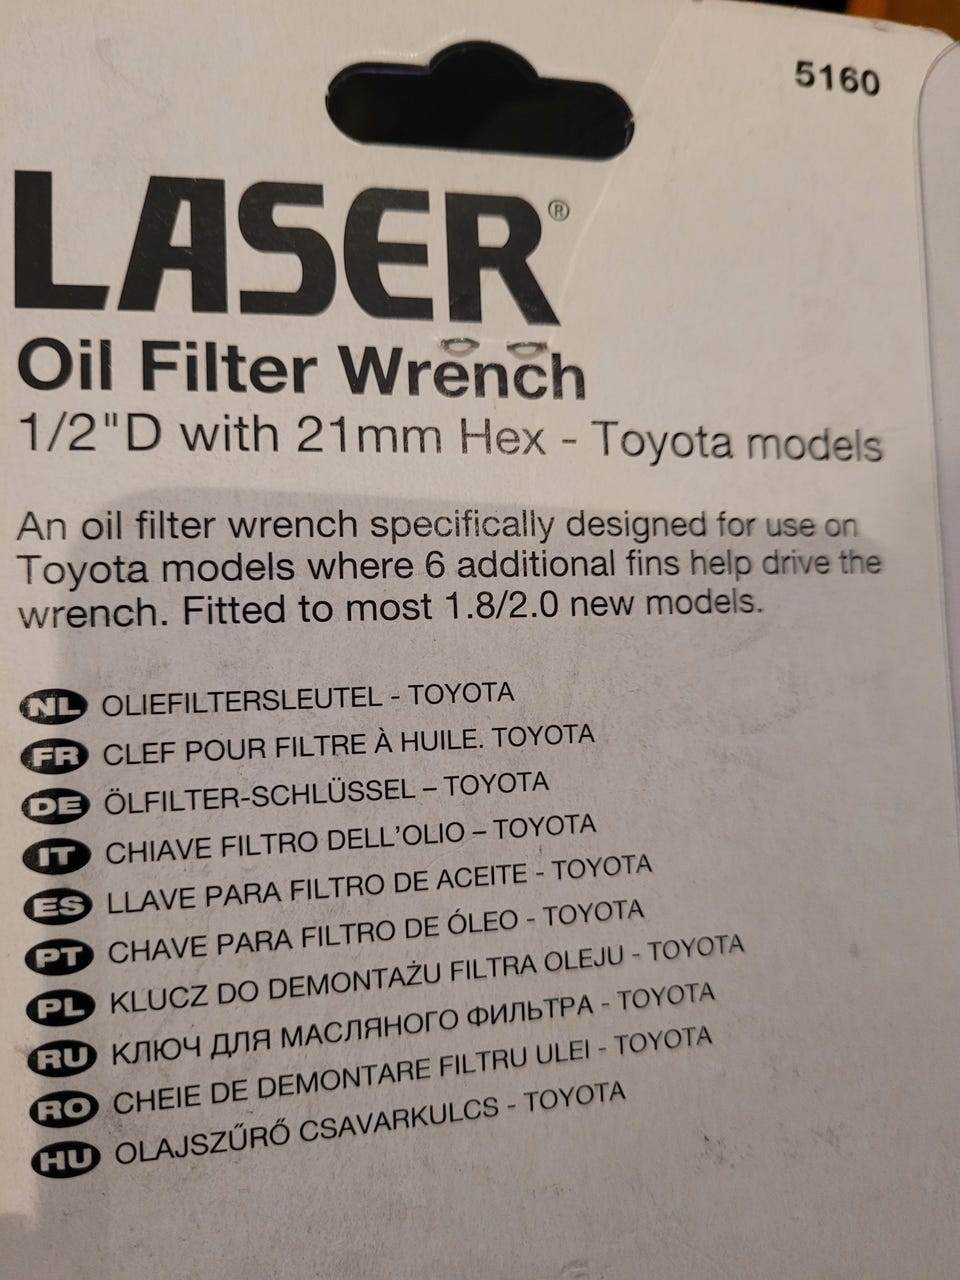 5160
LASER®
Oil Filter Wrench
1/2"D with 21mm Hex - Toyota models
An oil filter wrench specifically designed for use on
Toyota models where 6 additional fins help drive the
wrench. Fitted to most 1.8/2.0 new models.
NL OLIEFILTERSLEUTEL - TOYOTA
FR CLEF POUR FILTRE À HUILE. TOYOTA
DE ÖLFILTER-SCHLÜSSEL – TOYOTA
IT CHIAVE FILTRO DELL'OLIO – TOYOTA
ES LLAVE PARA FILTRO DE ACEITE - TOYOTA
PT CHAVE PARA FILTRO DE ÓLEO - TOYOTA
PL KLUCZ DO DEMONTAŻU FILTRA OLEJU - TOYOTA
RU КЛЮЧ ДЛЯ МАСЛЯНОГО ФИЛЬТРА - TOYOTA
RO CHEIE DE DEMONTARE FILTRU ULEI - TOYOTA
HU OLAJSZŰRŐ CSAVARKULCS - TOYOTA